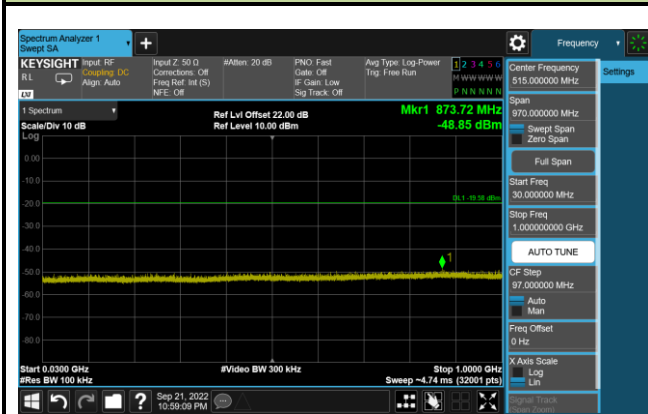 Spectrum Analyzer 1
Swept SA
+
Frequency
KEYSIGHT
RL
LXI
Input: RF
Coupling: DC
Align: Auto
Input Z: 50 Ω
Corrections: Off
Freq Ref: Int (S)
NFE: Off
#Atten: 20 dB
PNO: Fast
Gate: Off
IF Gain: Low
Sig Track: Off
Avg Type: Log-Power
Trig: Free Run
1 2 3 4 5 6
M W W W W W
P N N N N N
Center Frequency
515.000000 MHz
Settings
1 Spectrum
Scale/Div 10 dB
Log
Ref Lvl Offset 22.00 dB
Ref Level 10.00 dBm
Mkr1 873.72 MHz
-48.85 dBm
Span
970.000000 MHz
Swept Span
Zero Span
Full Span
Start Freq
30.000000 MHz
Stop Freq
1.000000000 GHz
AUTO TUNE
CF Step
97.000000 MHz
Auto
Man
Freq Offset
0 Hz
X Axis Scale
Log
Lin
Signal Track
(Span Zoom)
0.00
-10.0
-20.0
DL1 -19.58 dBm
-30.0
-40.0
1
-50.0
-60.0
-70.0
-80.0
Start 0.0300 GHz
#Res BW 100 kHz
#Video BW 300 kHz
Stop 1.0000 GHz
Sweep ~4.74 ms (32001 pts)
?
Sep 21, 2022
10:59:09 PM